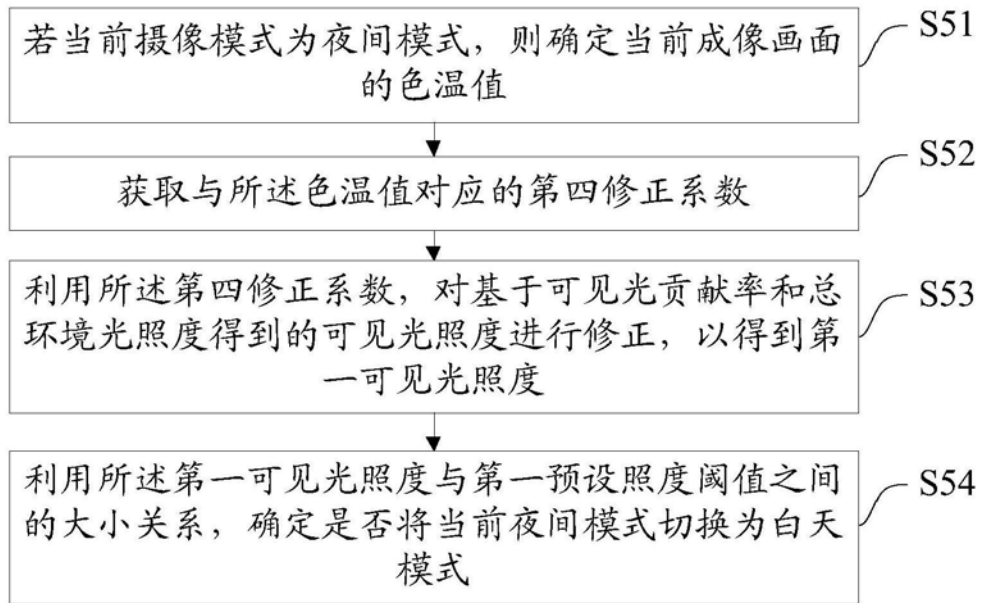 若当前摄像模式为夜间模式，则确定当前成像画面
的色温值
S51
获取与所述色温值对应的第四修正系数
S52
利用所述第四修正系数，对基于可见光贡献率和总
环境光照度得到的可见光照度进行修正，以得到第
一可见光照度
S53
利用所述第一可见光照度与第一预设照度阈值之间
的大小关系，确定是否将当前夜间模式切换为白天
模式
S54